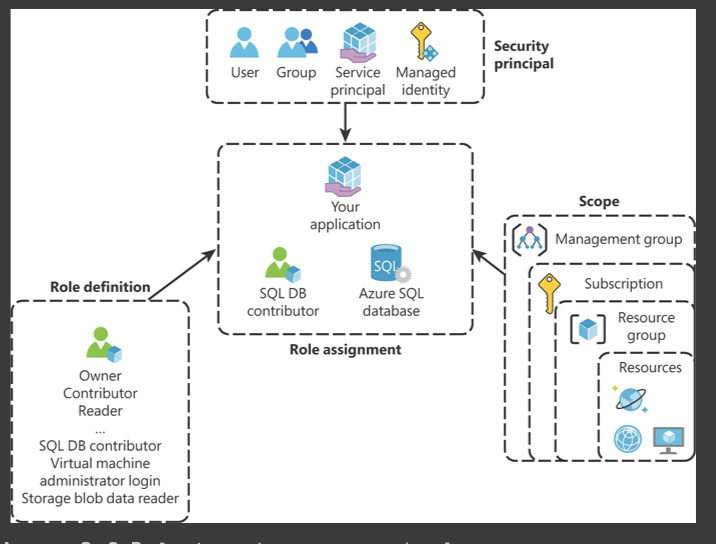 User
Group
Service
principal
Managed
identity
Security
principal
Your
application
SQL
SQL DB
contributor
Azure SQL
database
Role assignment
Role definition
Owner
Contributor
Reader
...
SQL DB contributor
Virtual machine
administrator login
Storage blob data reader
Scope
Management group
Subscription
Resource
group
Resources